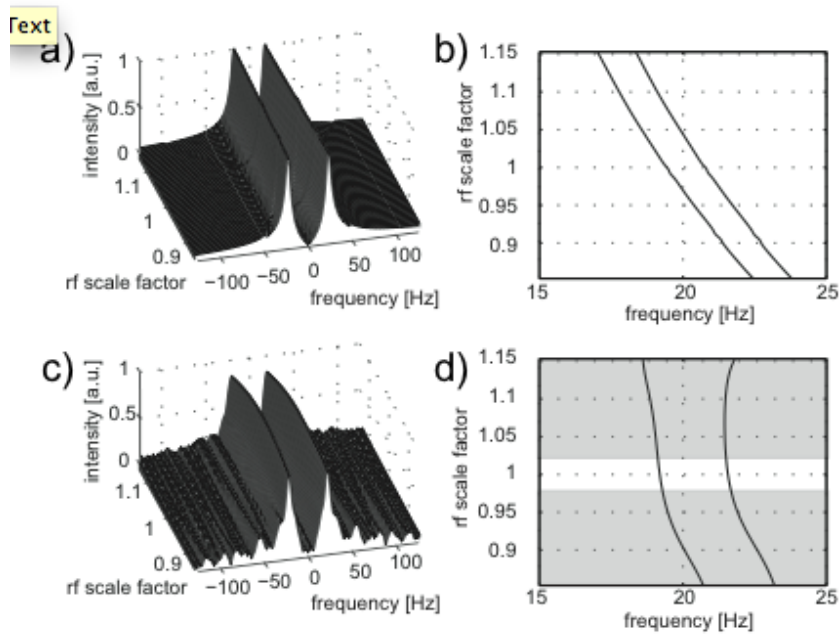 Text
a)
1
0.5
0
intensity [a.u.]
1.1
1
0.9
rf scale factor
−100
−50
0
50
100
frequency [Hz]
b)
1.15
1.1
1.05
1
0.95
0.9
rf scale factor
15
20
25
frequency [Hz]
c)
1
0.5
0
intensity [a.u.]
1.1
1
0.9
rf scale factor
−100
−50
0
50
100
frequency [Hz]
d)
1.15
1.1
1.05
1
0.95
0.9
rf scale factor
15
20
25
frequency [Hz]